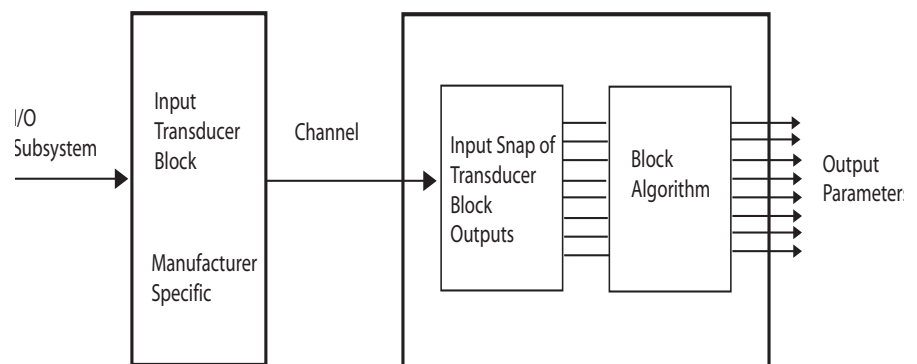 I/O
Subsystem
Input
Transducer
Block
Manufacturer
Specific
Channel
Input Snap of
Transducer
Block
Outputs
Block
Algorithm
Output
Parameters